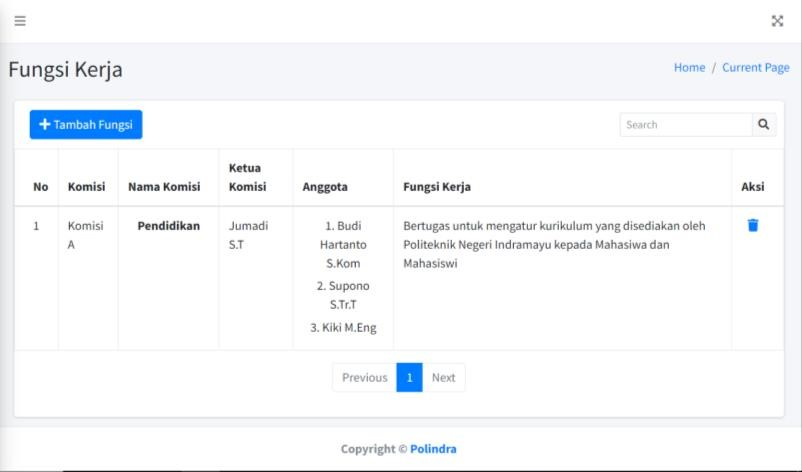 Fungsi Kerja
Home / Current Page
Tambah Fungsi
Search
No
Komisi
Nama Komisi
Ketua
Komisi
Anggota
Fungsi Kerja
Aksi
1
Komisi
A
Pendidikan
Jumadi
S.T
1. Budi
Hartanto
S.Kom
2. Supono
S.Tr.T
3. Kiki M.Eng
Bertugas untuk mengatur kurikulum yang disediakan oleh
Politeknik Negeri Indramayu kepada Mahasiwa dan
Mahasiswi
Previous 1 Next
Copyright © Polindra